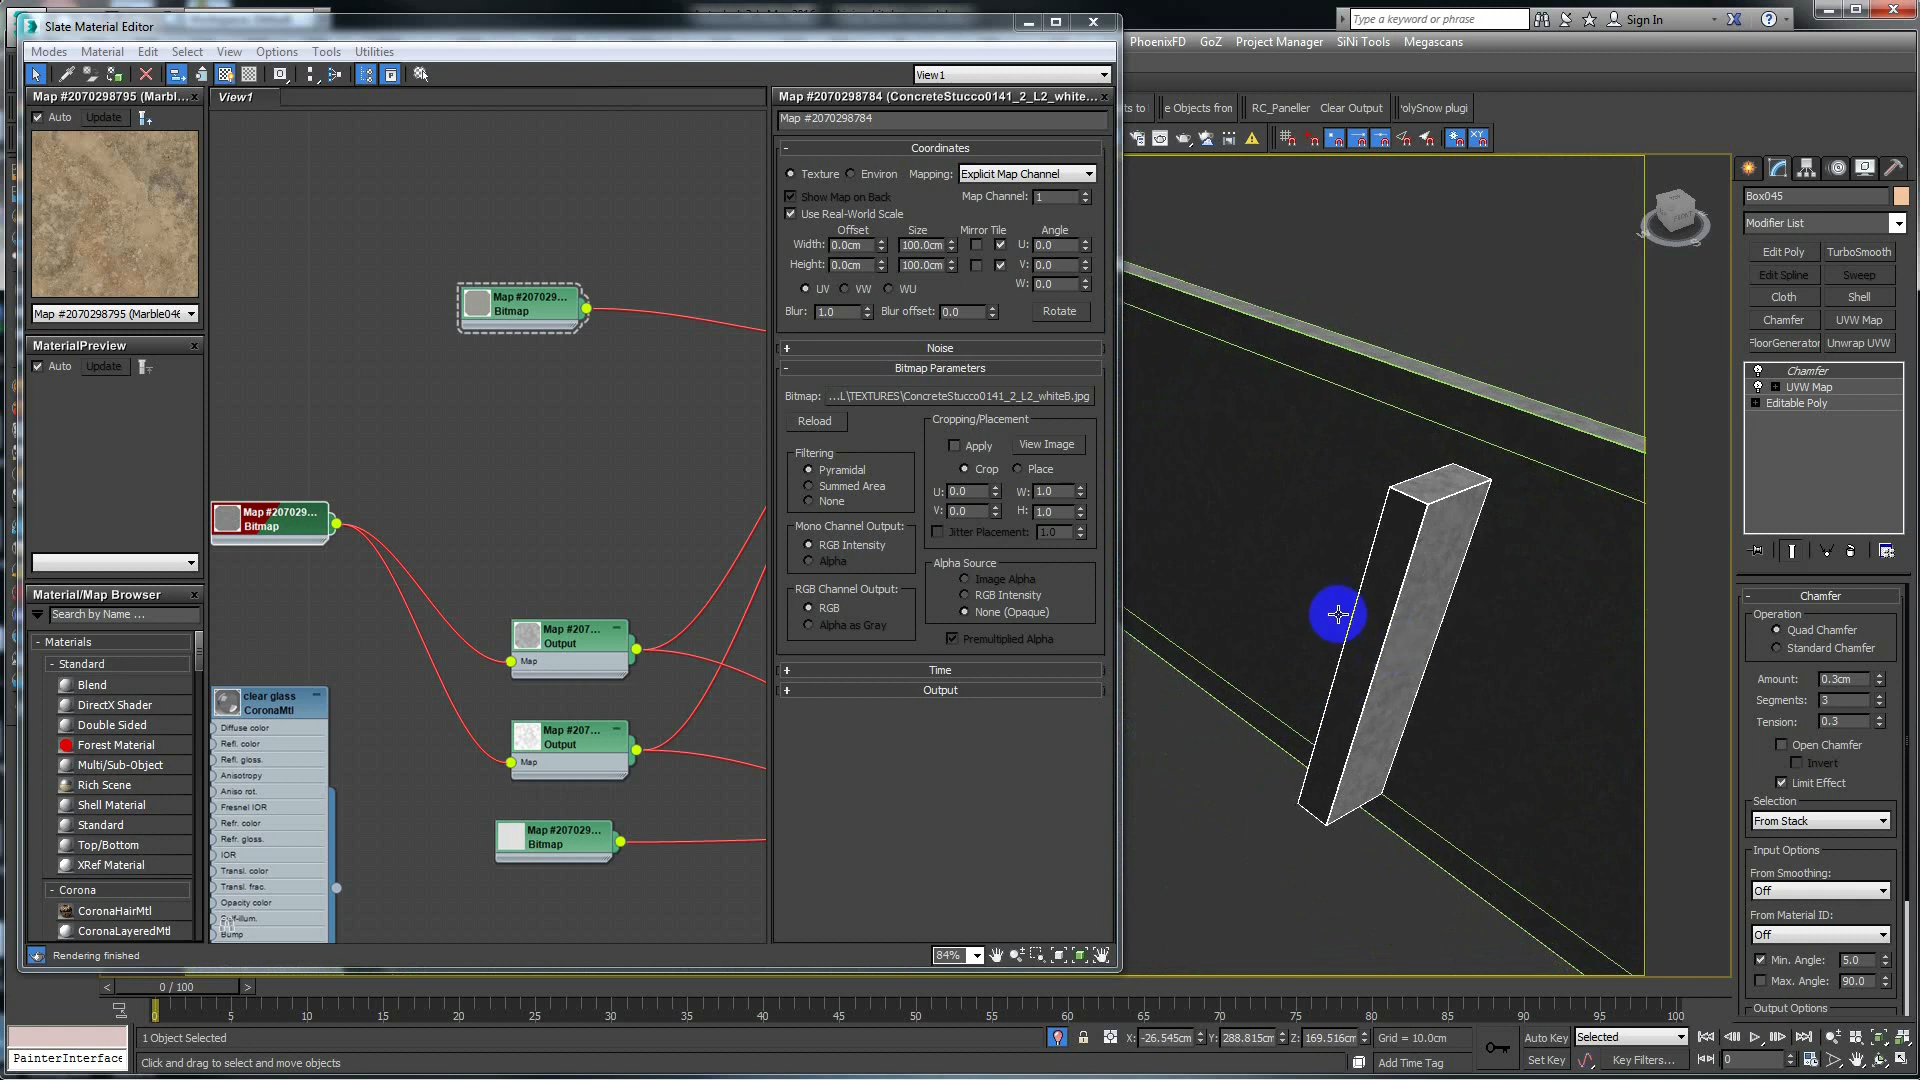 Slate Material Editor
Modes Material Edit Select View Options Tools Utilities
View1
Map #2070298795 (Marbl...
Auto Update
Map #2070298795 (Marble04
MaterialPreview
Auto Update
Material/Map Browser
Search by Name ...
- Materials
- Standard
Blend
DirectX Shader
Double Sided
Forest Material
Multi/Sub-Object
Rich Scene
Shell Material
Standard
Top/Bottom
XRef Material
- Corona
CoronaHairMtl
CoronaLayeredMtl
Rendering finished
View1
Map #207029...
Bitmap
Map #207029...
Bitmap
Map #207...
Output
Map
Map #207...
Output
Map
Map #207029...
Bitmap
clear glass
CoronaMtl
Diffuse color
Refl. color
Refl. gloss.
Anisotropy
Aniso rot.
Fresnel IOR
Refr. color
Refr. gloss.
IOR
Transl. color
Transl. frac.
Opacity color
Self-illum.
Bump
84%
Map #2070298784 (ConcreteStucco0141_2_L2_white...
Map #2070298784
- Coordinates
Texture Environ Mapping: Explicit Map Channel
Show Map on Back Map Channel: 1
Use Real-World Scale
Offset Size Mirror Tile Angle
Width: 0.0cm 100.0cm U: 0.0
Height: 0.0cm 100.0cm V: 0.0
W: 0.0
UV VW WU
Blur: 1.0 Blur offset: 0.0 Rotate
+ Noise
- Bitmap Parameters
Bitmap: ...L\TEXTURES\ConcreteStucco0141_2_L2_whiteB.jpg
Reload
Cropping/Placement
Apply View Image
Crop Place
U: 0.0 W: 1.0
V: 0.0 H: 1.0
Jitter Placement: 1.0
Filtering
Pyramidal
Summed Area
None
Mono Channel Output:
RGB Intensity
Alpha
RGB Channel Output:
RGB
Alpha as Gray
Alpha Source
Image Alpha
RGB Intensity
None (Opaque)
Premultiplied Alpha
+ Time
+ Output
Type a keyword or phrase
Sign In
PhoenixFD GoZ Project Manager SiNi Tools Megascans
ts to e Objects from RC_Paneller Clear Output olySnow plugi
XY
FRONT
Box045
Modifier List
Edit Poly TurboSmooth
Edit Spline Sweep
Cloth Shell
Chamfer UVW Map
FloorGenerator Unwrap UVW
Chamfer
UVW Map
Editable Poly
- Chamfer
Operation
Quad Chamfer
Standard Chamfer
Amount: 0.3cm
Segments: 3
Tension: 0.3
Open Chamfer
Invert
Limit Effect
Selection
From Stack
Input Options
From Smoothing:
Off
From Material ID:
Off
Min. Angle: 5.0
Max. Angle: 90.0
Output Options
< 0 / 100 >
0 5 10 15 20 25 30 35 40 45 50 55 60 65 70 75 80 85 90 95 100
PainterInterface
1 Object Selected
Click and drag to select and move objects
X: -26.545cm Y: 288.815cm Z: 169.516cm Grid = 10.0cm
Add Time Tag
Auto Key Selected
Set Key Key Filters...
0